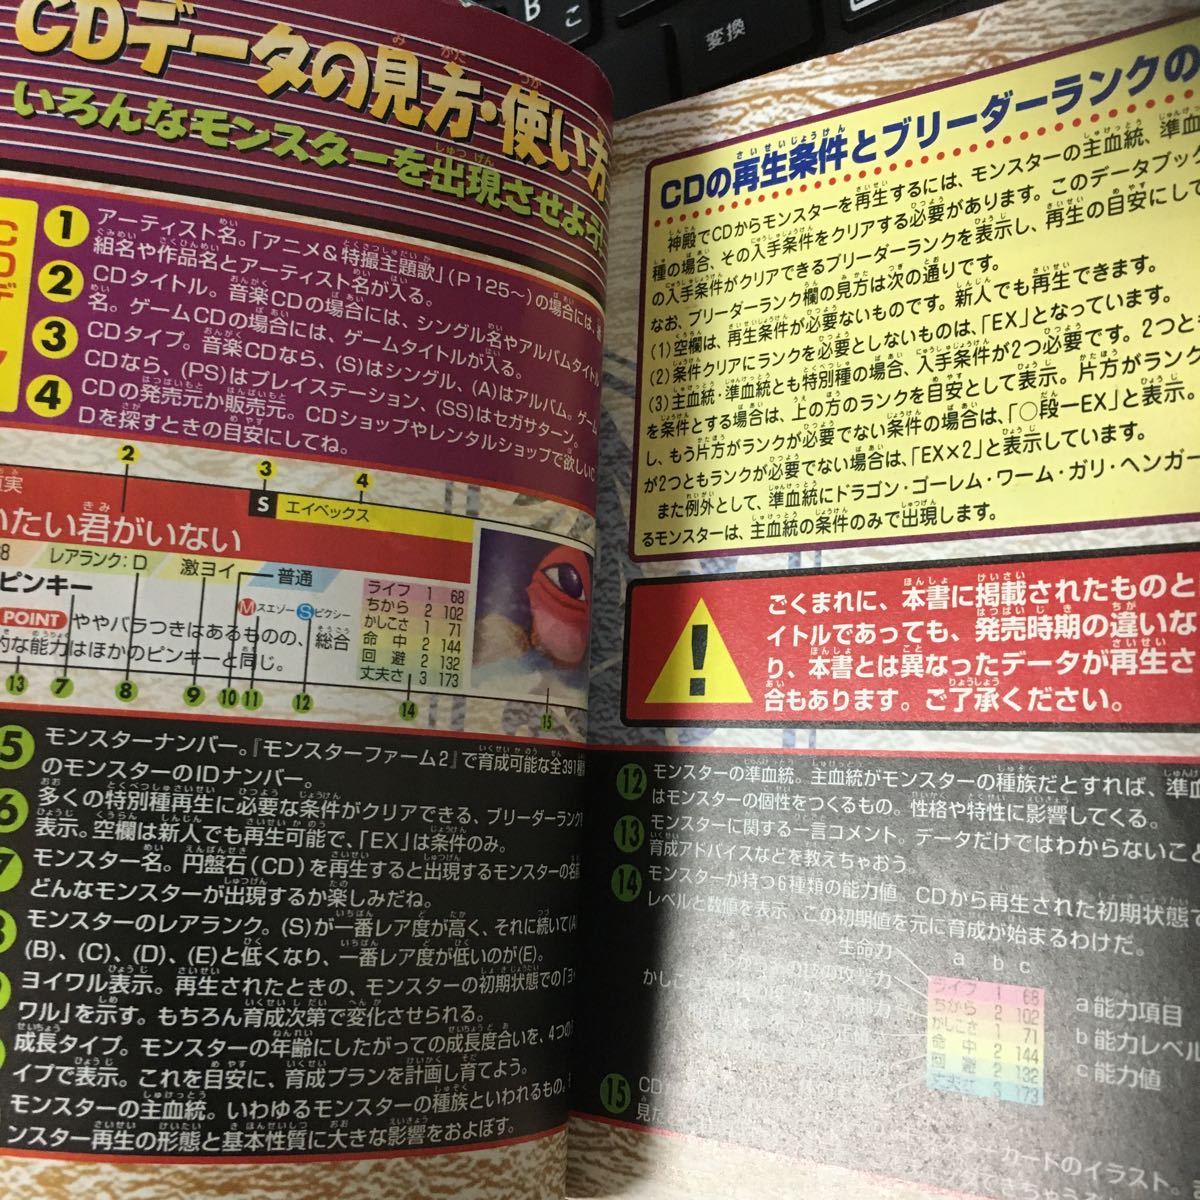 B こ
変換
CDデータの見方・使い方
いろんなモンスターを出現させよう!
1 アーティスト名。「アニメ&特撮主題歌」(P125~)の場合には、番
組名や作品名とアーティスト名が入る。
2 CDタイトル。音楽CDの場合には、シングル名やアルバムタイトル
名。ゲームCDの場合には、ゲームタイトルが入る。
3 CDタイプ。音楽CDなら、(S)はシングル、(A)はアルバム。ゲーム
CDなら、(PS)はプレイステーション、(SS)はセガサターン。
4 CDの発売元か販売元。CDショップやレンタルショップで欲しいC
Dを探すときの目安にしてね。
2 3 4
S エイベックス
いたい君がいない
68 レアランク:D 激ヨイ 普通
ピンキー
Mスエゾー Sピクシー
POINT ややバラつきはあるものの、総合
的な能力はほかのピンキーと同じ。
ライフ 1 68
ちから 2 102
かしこさ 1 71
命中 2 144
回避 2 132
丈夫さ 3 173
13 7 8 9 10 11 12 14 15
5 モンスターナンバー。『モンスターファーム2』で育成可能な全391種
のモンスターのIDナンバー。
6 多くの特別種再生に必要な条件がクリアできる、ブリーダーランク
表示。空欄は新人でも再生可能で、「EX」は条件のみ。
7 モンスター名。円盤石(CD)を再生すると出現するモンスターの名前
どんなモンスターが出現するか楽しみだね。
8 モンスターのレアランク。(S)が一番レア度が高く、それに続いて(A)
(B)、(C)、(D)、(E)と低くなり、一番レア度が低いのが(E)。
ヨイワル表示。再生されたときの、モンスターの初期状態での「ヨイ
ワル」を示す。もちろん育成次第で変化させられる。
成長タイプ。モンスターの年齢にしたがっての成長度合いを、4つの
イプで表示。これを目安に、育成プランを計画し育てよう。
モンスターの主血統。いわゆるモンスターの種族といわれるもの。
ンスター再生の形態と基本性質に大きな影響をおよぼす。
CDの再生条件とブリーダーランクの
神殿でCDからモンスターを再生するには、モンスターの主血統、準血
種の場合、その入手条件をクリアする必要があります。このデータブック
の入手条件がクリアできるブリーダーランクを表示し、再生の目安にして
なお、ブリーダーランク欄の見方は次の通りです。
(1)空欄は、再生条件が必要ないものです。新人でも再生できます。
(2)条件クリアにランクを必要としないものは、「EX」となっています。
(3)主血統・準血統とも特別種の場合、入手条件が2つ必要です。2つとも
を条件とする場合は、上の方のランクを目安として表示。片方がランク
し、もう片方がランクが必要でない条件の場合は、「○段-EX」と表示。
が2つともランクが必要でない場合は、「EX×2」と表示しています。
また例外として、準血統にドラゴン・ゴーレム・ワーム・ガリ・ヘンガー
るモンスターは、主血統の条件のみで出現します。
ごくまれに、本書に掲載されたものと
イトルであっても、発売時期の違いな
り、本書とは異なったデータが再生さ
合もあります。ご了承ください。
12 モンスターの準血統。主血統がモンスターの種族だとすれば、準血
はモンスターの個性をつくるもの。性格や特性に影響してくる。
13 モンスターに関する一言コメント。データだけではわからないこと
育成アドバイスなどを教えちゃおう。
14 モンスターが持つ6種類の能力値 CDから再生された初期状態で
レベルと数値を表示、この初期値を元に育成が始まるわけだ。
生命力
a b c
ライフ 1 68
ちから 2 102
かしこさ 1 71
命中 2 144
回避 2 132
丈夫さ 3 173
a 能力項目
b 能力レベル
c 能力値
15 CD
見た
カードのイラスト。